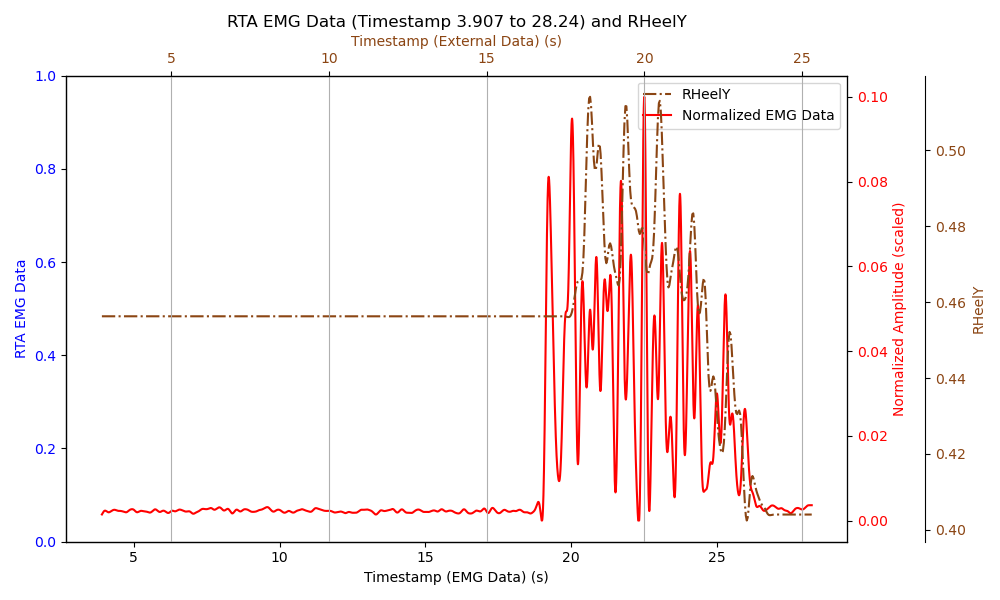 RTA EMG Data (Timestamp 3.907 to 28.24) and RHeelY
Timestamp (External Data) (s)
5 10 15 20 25
1.0
0.8
0.6
0.4
0.2
0.0
RTA EMG Data
RHeelY
Normalized EMG Data
0.10
0.08
0.06
0.04
0.02
0.00
Normalized Amplitude (scaled)
0.50
0.48
0.46
0.44
0.42
0.40
RHeelY
5 10 15 20 25
Timestamp (EMG Data) (s)